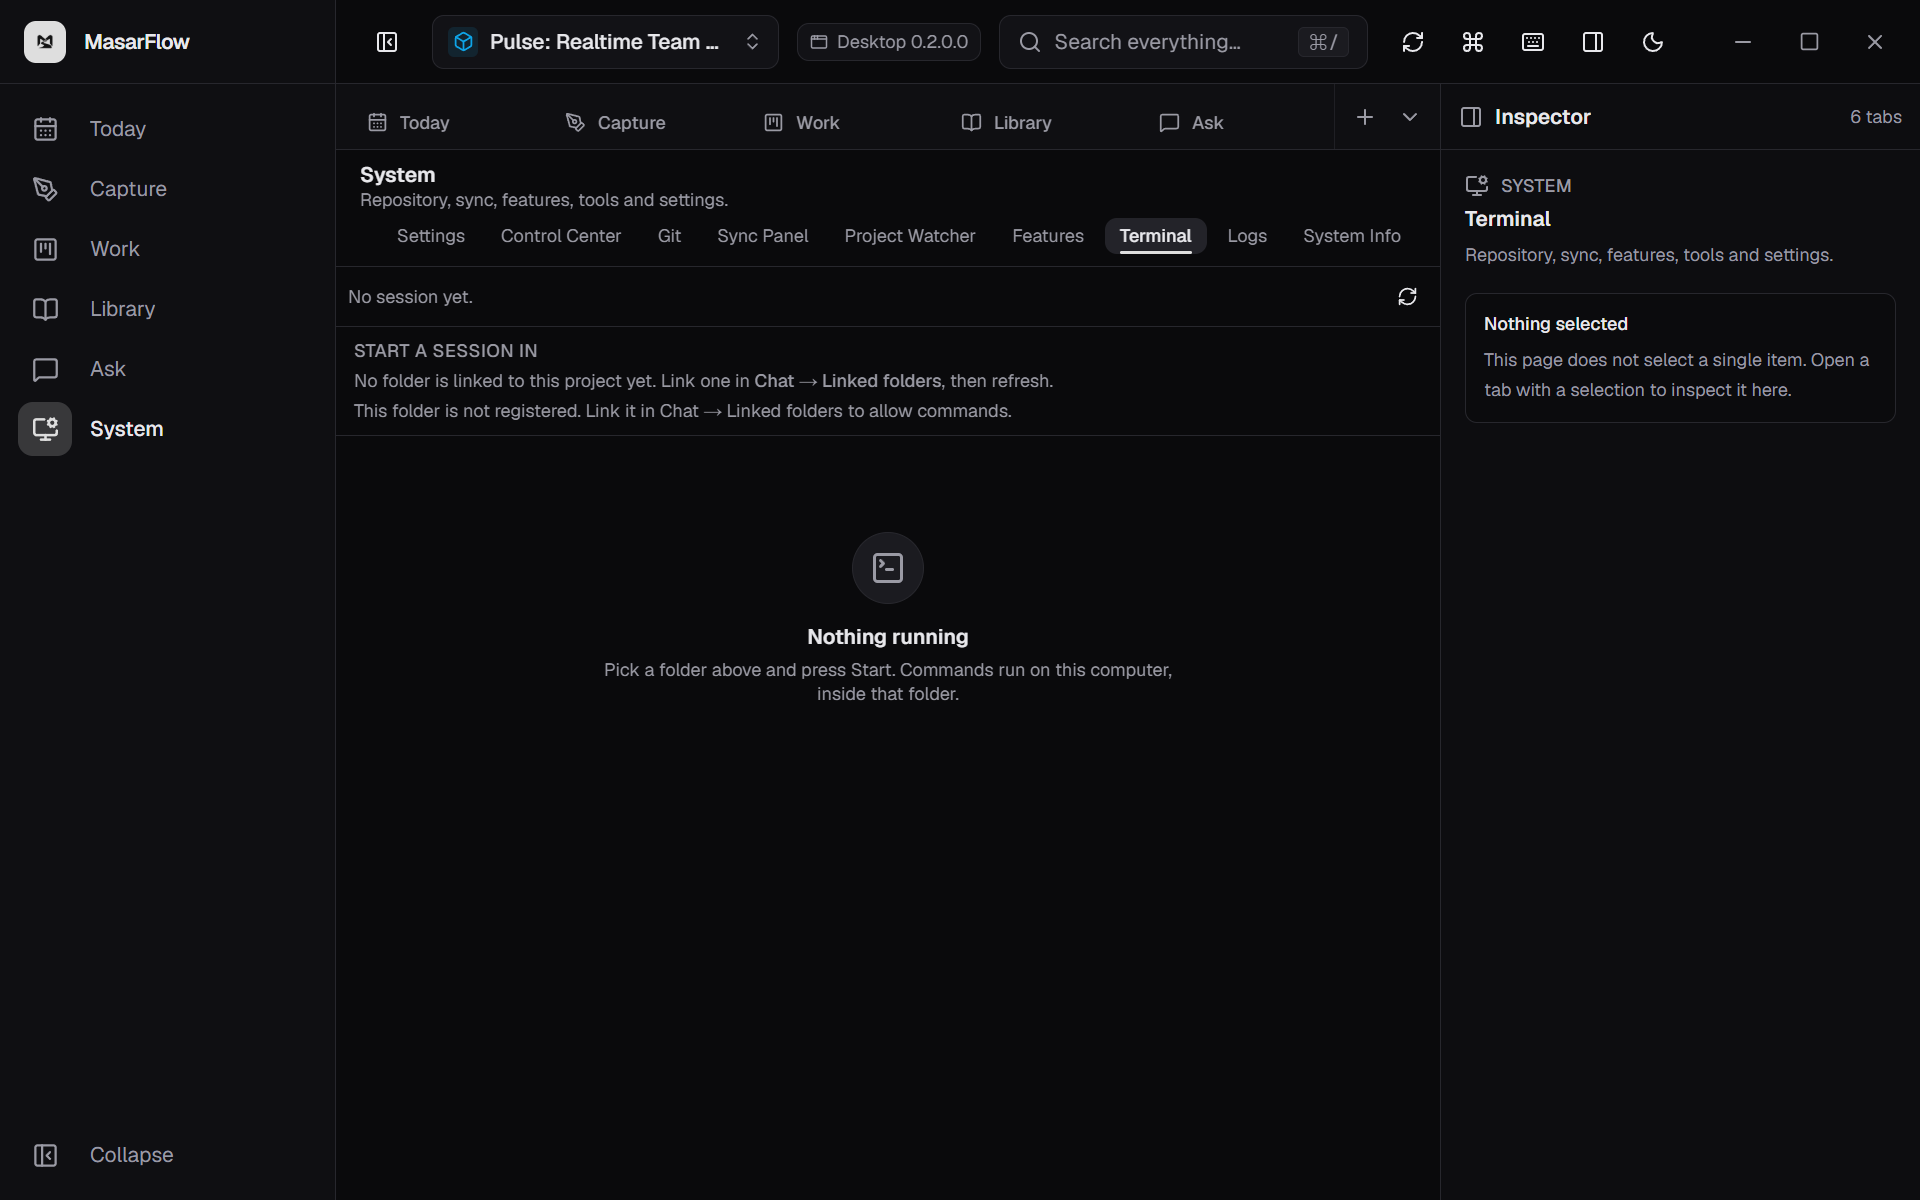 MasarFlow
Pulse: Realtime Team ...
Desktop 0.2.0.0
Search everything...
⌘/
Today
Capture
Work
Library
Ask
System
Collapse
Today
Capture
Work
Library
Ask
System
Repository, sync, features, tools and settings.
Settings
Control Center
Git
Sync Panel
Project Watcher
Features
Terminal
Logs
System Info
No session yet.
START A SESSION IN
No folder is linked to this project yet. Link one in Chat → Linked folders, then refresh.
This folder is not registered. Link it in Chat → Linked folders to allow commands.
Nothing running
Pick a folder above and press Start. Commands run on this computer,
inside that folder.
Inspector
6 tabs
SYSTEM
Terminal
Repository, sync, features, tools and settings.
Nothing selected
This page does not select a single item. Open a
tab with a selection to inspect it here.